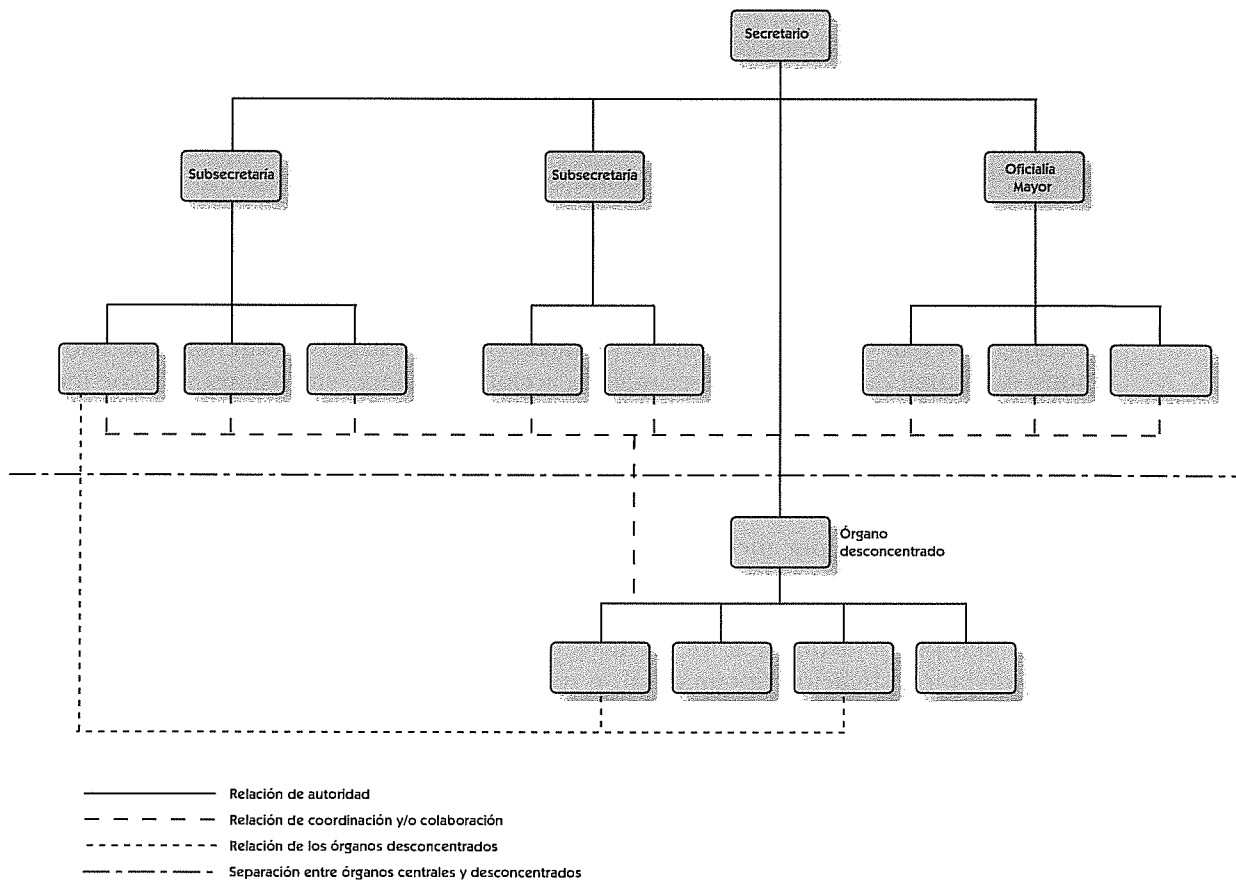 Secretario
Subsecretaría
Subsecretaría
Oficialía
Mayor
Órgano
desconcentrado
Relación de autoridad
Relación de coordinación y/o colaboración
Relación de los órganos desconcentrados
Separación entre órganos centrales y desconcentrados